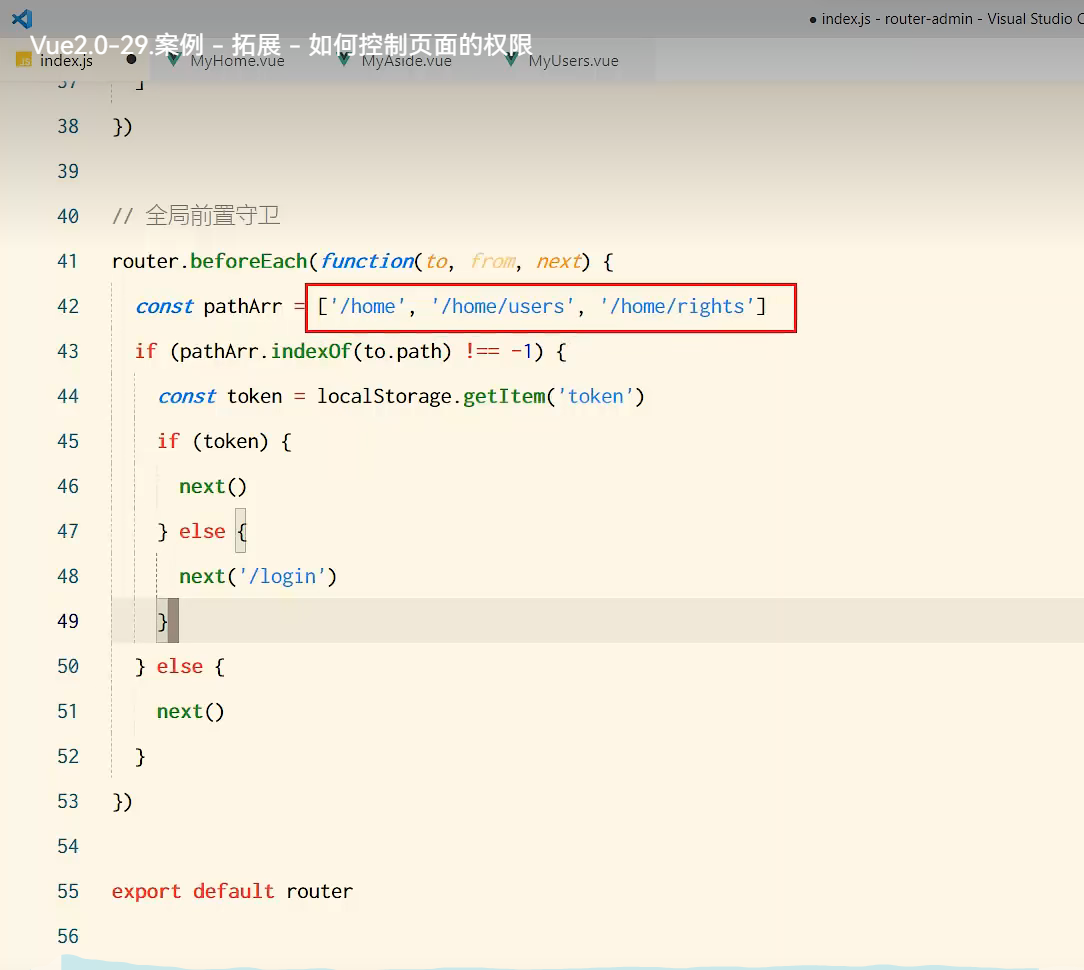 index.js - router-admin - Visual Studio C
Vue2.0-29.案例 - 拓展 - 如何控制页面的权限
JS index.js MyHome.vue MyAside.vue MyUsers.vue
37 ]
38 })
39
40 // 全局前置守卫
41 router.beforeEach(function(to, from, next) {
42 const pathArr = ['/home', '/home/users', '/home/rights']
43 if (pathArr.indexOf(to.path) !== -1) {
44 const token = localStorage.getItem('token')
45 if (token) {
46 next()
47 } else {
48 next('/login')
49 }
50 } else {
51 next()
52 }
53 })
54
55 export default router
56